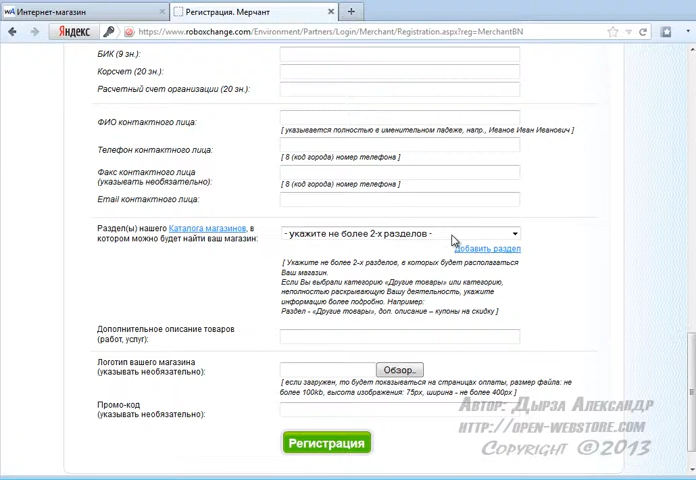 Интернет-магазин
Регистрация. Мерчант
Яндекс
https://www.roboxchange.com/Environment/Partners/Login/Merchant/Registration.aspx?reg=MerchantBN
БИК (9 зн.):
Корсчет (20 зн.):
Расчетный счет организации (20 зн.):
ФИО контактного лица:
[ указывается полностью в именительном падеже, напр., Иванов Иван Иванович ]
Телефон контактного лица:
[ 8 (код города) номер телефона ]
Факс контактного лица
(указывать необязательно):
[ 8 (код города) номер телефона ]
Email контактного лица:
Раздел(ы) нашего Каталога магазинов, в
котором можно будет найти ваш магазин:
- укажите не более 2-х разделов -
Добавить раздел
[ Укажите не более 2-х разделов, в которых будет располагаться
Ваш магазин.
Если Вы выбрали категорию «Другие товары» или категорию,
неполностью раскрывающую Вашу деятельность, укажите
информацию более подробно. Например:
Раздел - «Другие товары», доп. описание – купоны на скидку ]
Дополнительное описание товаров
(работ, услуг):
Логотип вашего магазина
(указывать необязательно):
Обзор..
[ если загружен, то будет показываться на страницах оплаты, размер файла: не
более 100kb, высота изображения: 75px, ширина - не более 400px ]
Промо-код
(указывать необязательно):
Регистрация
Автор: Дырза Александр
http://open-webstore.com
Copyright ©2013